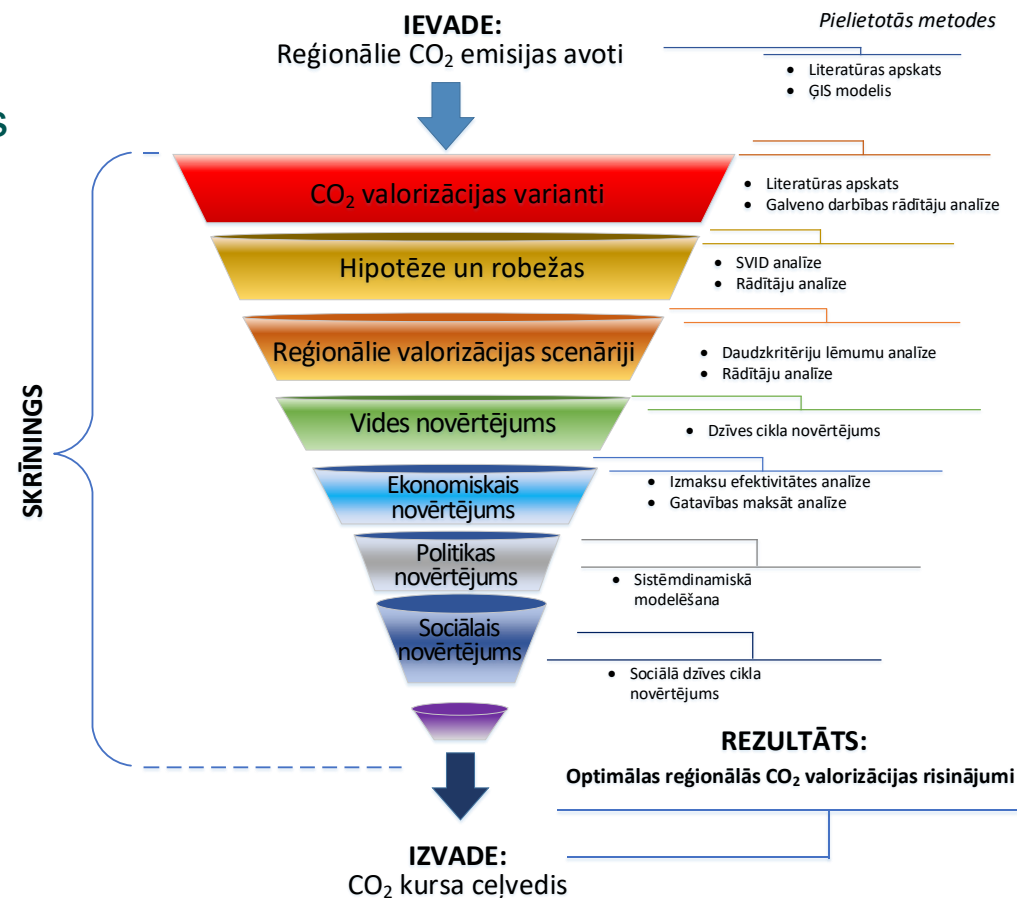 IEVADE:
Reģionālie CO₂ emisijas avoti
Pielietotās metodes
• Literatūras apskats
• ĢIS modelis
S
SKRĪNINGS
CO₂ valorizācijas varianti
• Literatūras apskats
• Galveno darbības rādītāju analīze
Hipotēze un robežas
• SVID analīze
• Rādītāju analīze
Reģionālie valorizācijas scenāriji
• Daudzkritēriju lēmumu analīze
• Rādītāju analīze
Vides novērtējums
• Dzīves cikla novērtējums
Ekonomiskais
novērtējums
• Izmaksu efektivitātes analīze
• Gatavības maksāt analīze
Politikas
novērtējums
• Sistēmdinamiskā
modelēšana
Sociālais
novērtējums
• Sociālā dzīves cikla
novērtējums
REZULTĀTS:
Optimālas reģionālās CO₂ valorizācijas risinājumi
IZVADE:
CO₂ kursa ceļvedis